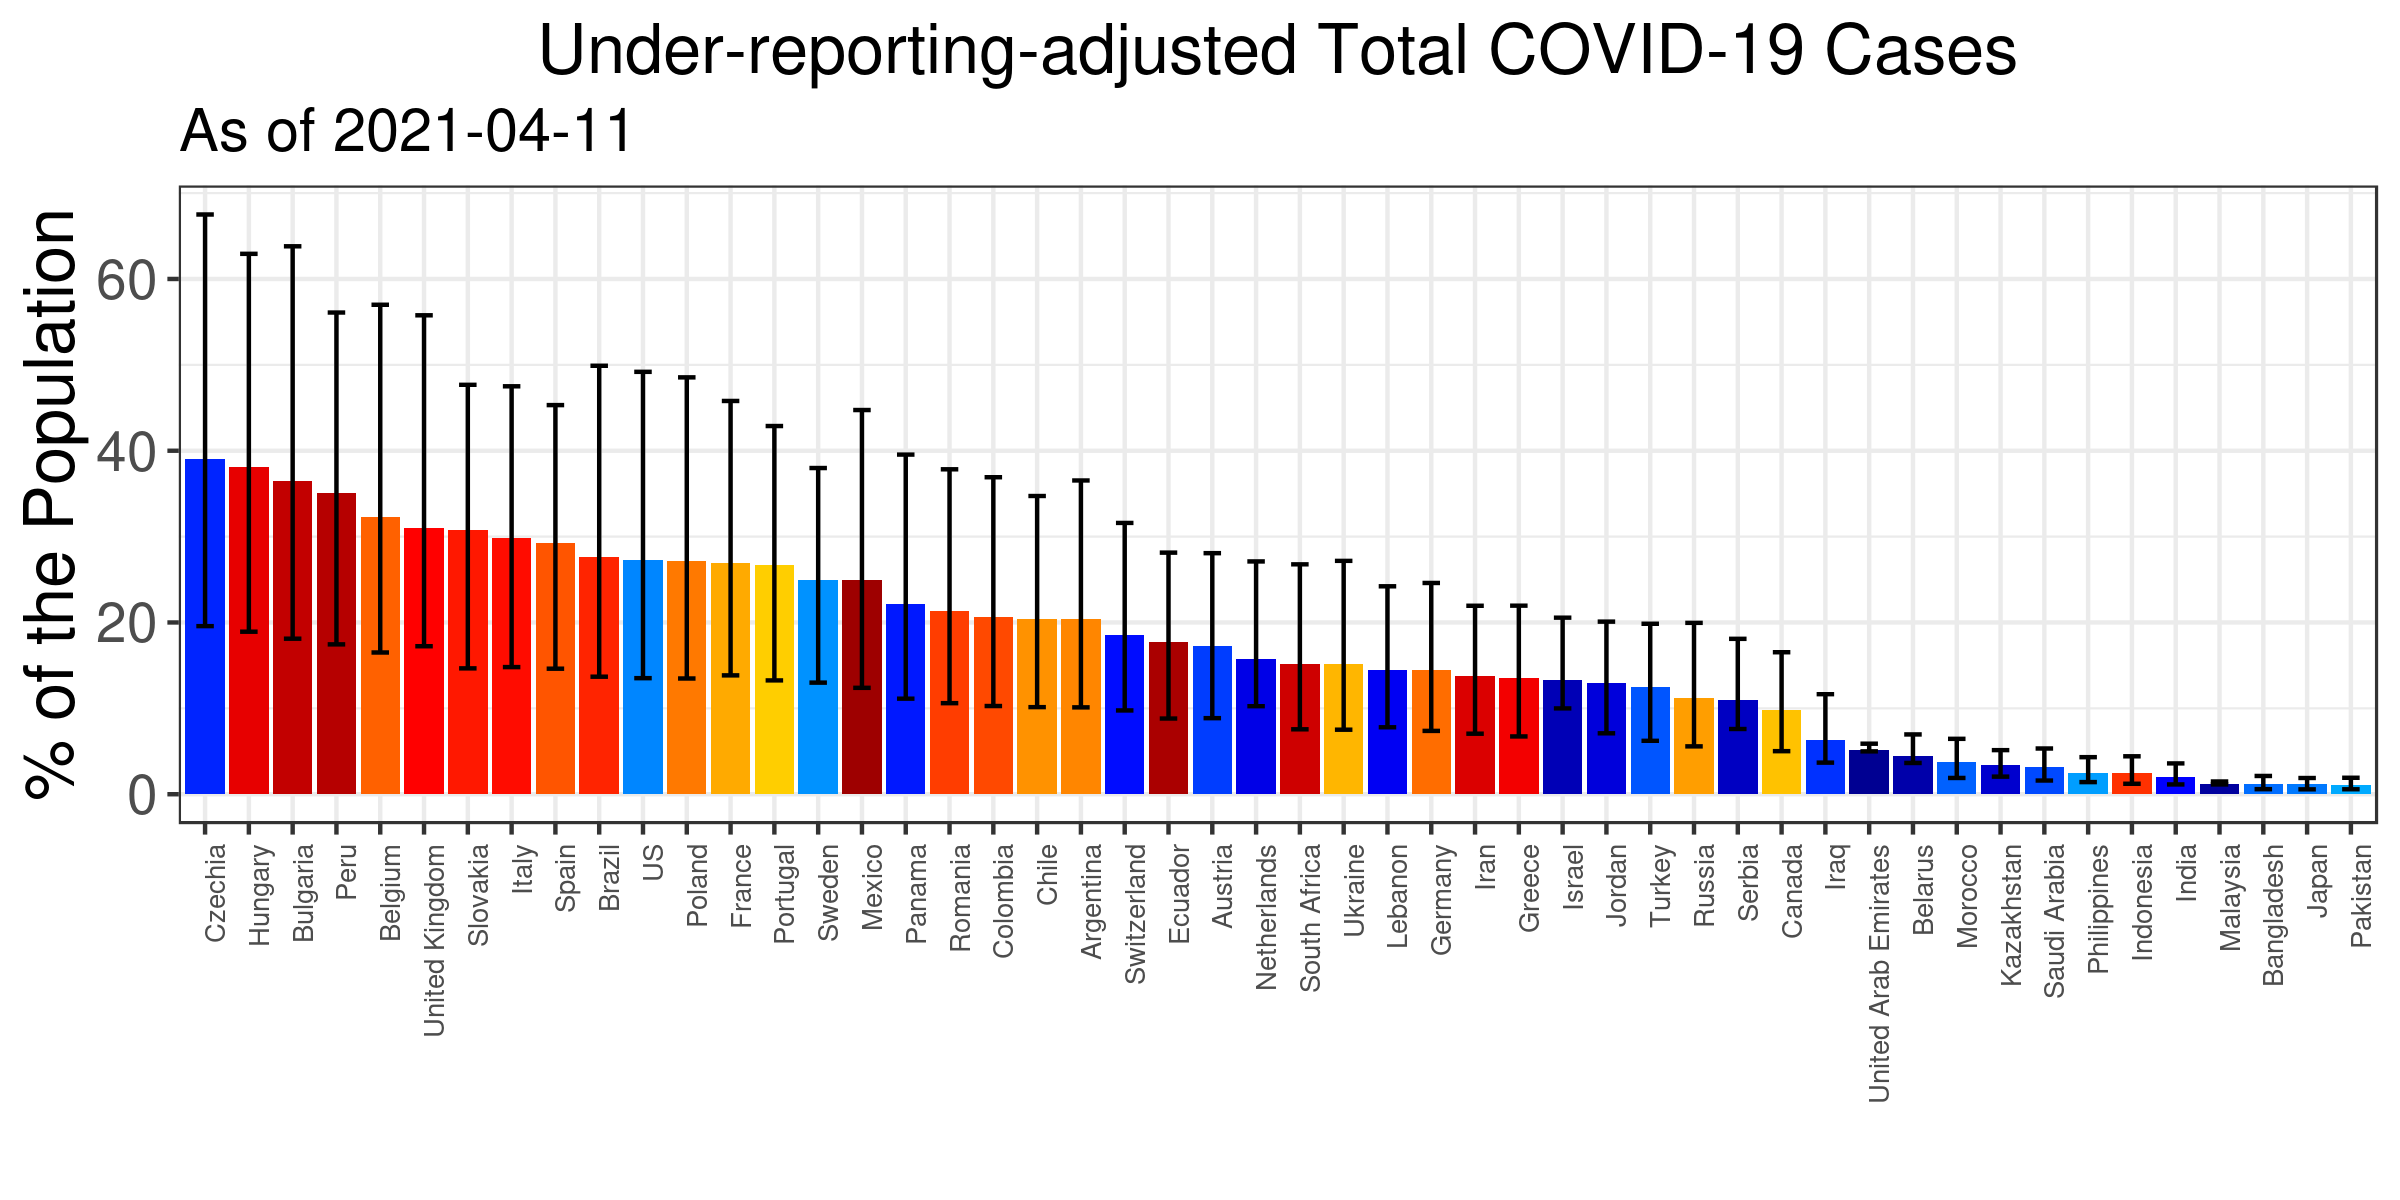 Under-reporting-adjusted Total COVID-19 Cases
As of 2021-04-11
% of the Population
60
40
20
0
Czechia
Hungary
Bulgaria
Peru
Belgium
United Kingdom
Slovakia
Italy
Spain
Brazil
US
Poland
France
Portugal
Sweden
Mexico
Panama
Romania
Colombia
Chile
Argentina
Switzerland
Ecuador
Austria
Netherlands
South Africa
Ukraine
Lebanon
Germany
Iran
Greece
Israel
Jordan
Turkey
Russia
Serbia
Canada
Iraq
United Arab Emirates
Belarus
Morocco
Kazakhstan
Saudi Arabia
Philippines
Indonesia
India
Malaysia
Bangladesh
Japan
Pakistan